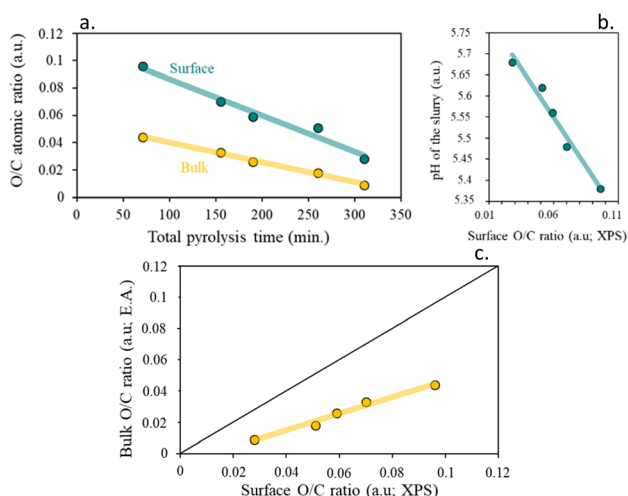 a.
O/C atomic ratio (a.u.)
0.12
0.1
0.08
0.06
0.04
0.02
0
Surface
Bulk
0 50 100 150 200 250 300 350
Total pyrolysis time (min.)
b.
pH of the slurry (a.u.)
5.75
5.7
5.65
5.6
5.55
5.5
5.45
5.4
5.35
0.01 0.06 0.11
Surface O/C ratio (a.u; XPS)
c.
Bulk O/C ratio (a.u; E.A.)
0.12
0.1
0.08
0.06
0.04
0.02
0
0 0.02 0.04 0.06 0.08 0.1 0.12
Surface O/C ratio (a.u; XPS)